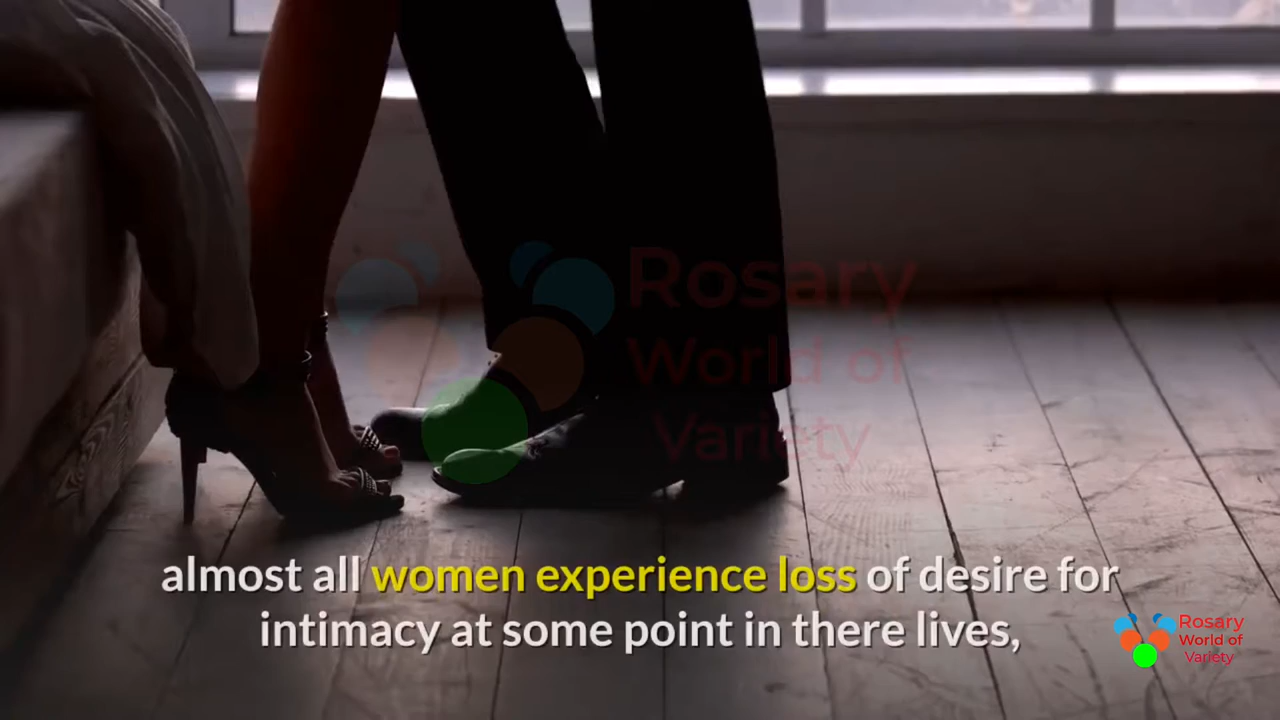 Rosary
World of
Variety
almost all women experience loss of desire for
intimacy at some point in there lives,
Rosary
World of
Variety